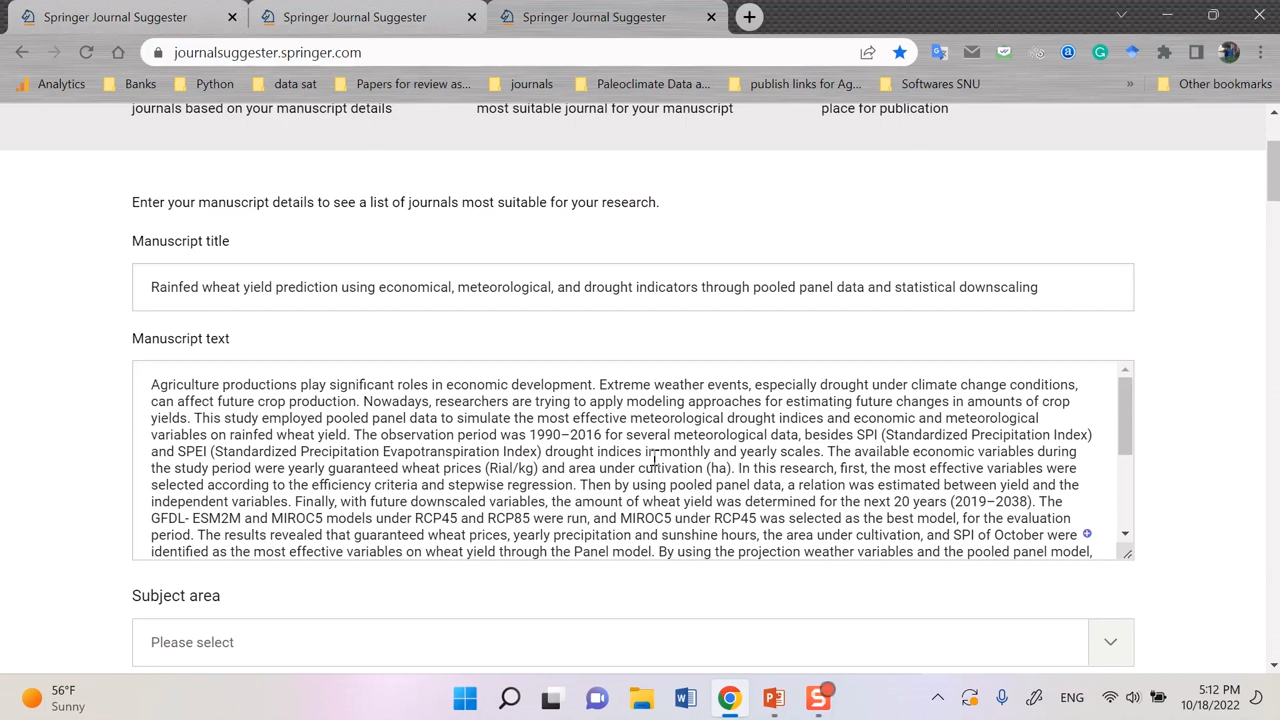 Springer Journal Suggester
Springer Journal Suggester
Springer Journal Suggester
journalsuggester.springer.com
Analytics
Banks
Python
data sat
Papers for review as...
journals
Paleoclimate Data a...
publish links for Ag...
Softwares SNU
»
Other bookmarks
journals based on your manuscript details
most suitable journal for your manuscript
place for publication
Enter your manuscript details to see a list of journals most suitable for your research.
Manuscript title
Rainfed wheat yield prediction using economical, meteorological, and drought indicators through pooled panel data and statistical downscaling
Manuscript text
Agriculture productions play significant roles in economic development. Extreme weather events, especially drought under climate change conditions,
can affect future crop production. Nowadays, researchers are trying to apply modeling approaches for estimating future changes in amounts of crop
yields. This study employed pooled panel data to simulate the most effective meteorological drought indices and economic and meteorological
variables on rainfed wheat yield. The observation period was 1990–2016 for several meteorological data, besides SPI (Standardized Precipitation Index)
and SPEI (Standardized Precipitation Evapotranspiration Index) drought indices in monthly and yearly scales. The available economic variables during
the study period were yearly guaranteed wheat prices (Rial/kg) and area under cultivation (ha). In this research, first, the most effective variables were
selected according to the efficiency criteria and stepwise regression. Then by using pooled panel data, a relation was estimated between yield and the
independent variables. Finally, with future downscaled variables, the amount of wheat yield was determined for the next 20 years (2019–2038). The
GFDL- ESM2M and MIROC5 models under RCP45 and RCP85 were run, and MIROC5 under RCP45 was selected as the best model, for the evaluation
period. The results revealed that guaranteed wheat prices, yearly precipitation and sunshine hours, the area under cultivation, and SPI of October were
identified as the most effective variables on wheat yield through the Panel model. By using the projection weather variables and the pooled panel model,
Subject area
Please select
56°F
Sunny
ENG
5:12 PM
10/18/2022